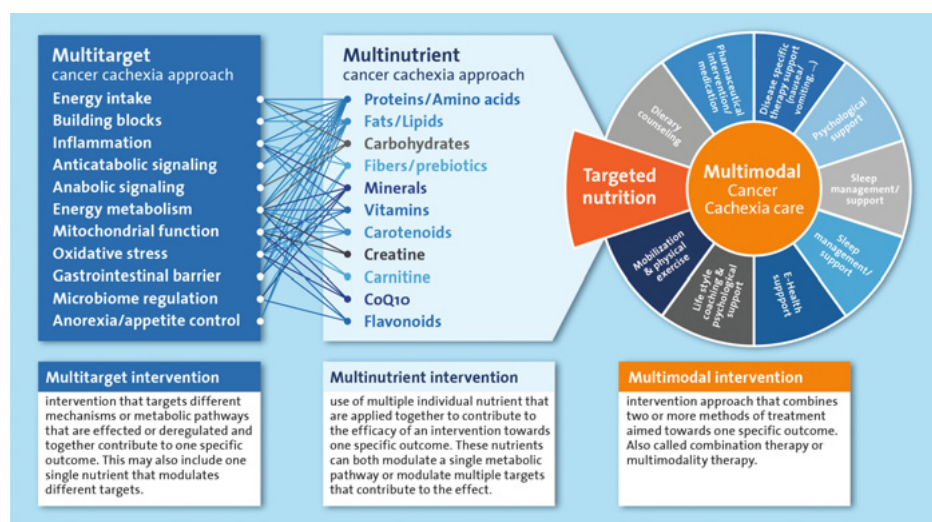 Multitarget
cancer cachexia approach
Energy intake
Building blocks
Inflammation
Anticatabolic signaling
Anabolic signaling
Energy metabolism
Mitochondrial function
Oxidative stress
Gastrointestinal barrier
Microbiome regulation
Anorexia/appetite control
Multinutrient
cancer cachexia approach
Proteins/Amino acids
Fats/Lipids
Carbohydrates
Fibers/prebiotics
Minerals
Vitamins
Carotenoids
Creatine
Carnitine
CoQ10
Flavonoids
Targeted
nutrition
Dietary
counseling
Pharmaceutical
intervention/
medication
Disease specific
therapy support
(nausea/
vomiting, ...)
Psychological
support
Sleep
management/
support
Sleep
management/
support
E-Health
suppport
Life style
coaching &
psychological
support
Mobilization
& physical
exercise
Multimodal
Cancer
Cachexia care
Multitarget intervention
intervention that targets different
mechanisms or metabolic pathways
that are effected or deregulated and
together contribute to one specific
outcome. This may also include one
single nutrient that modulates
different targets.
Multinutrient intervention
use of multiple individual nutrient that
are applied together to contribute to
the efficacy of an intervention towards
one specific outcome. These nutrients
can both modulate a single metabolic
pathway or modulate multiple targets
that contribute to the effect.
Multimodal intervention
intervention approach that combines
two or more methods of treatment
aimed towards one specific outcome.
Also called combination therapy or
multimodality therapy.